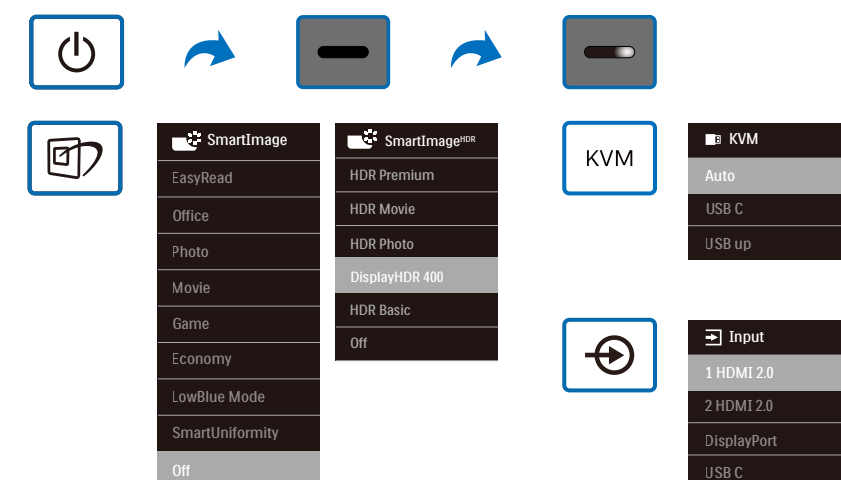 SmartImage
EasyRead
Office
Photo
Movie
Game
Economy
LowBlue Mode
SmartUniformity
Off
SmartImageHDR
HDR Premium
HDR Movie
HDR Photo
DisplayHDR 400
HDR Basic
Off
KVM
KVM
Auto
USB C
USB up
Input
1 HDMI 2.0
2 HDMI 2.0
DisplayPort
USB C